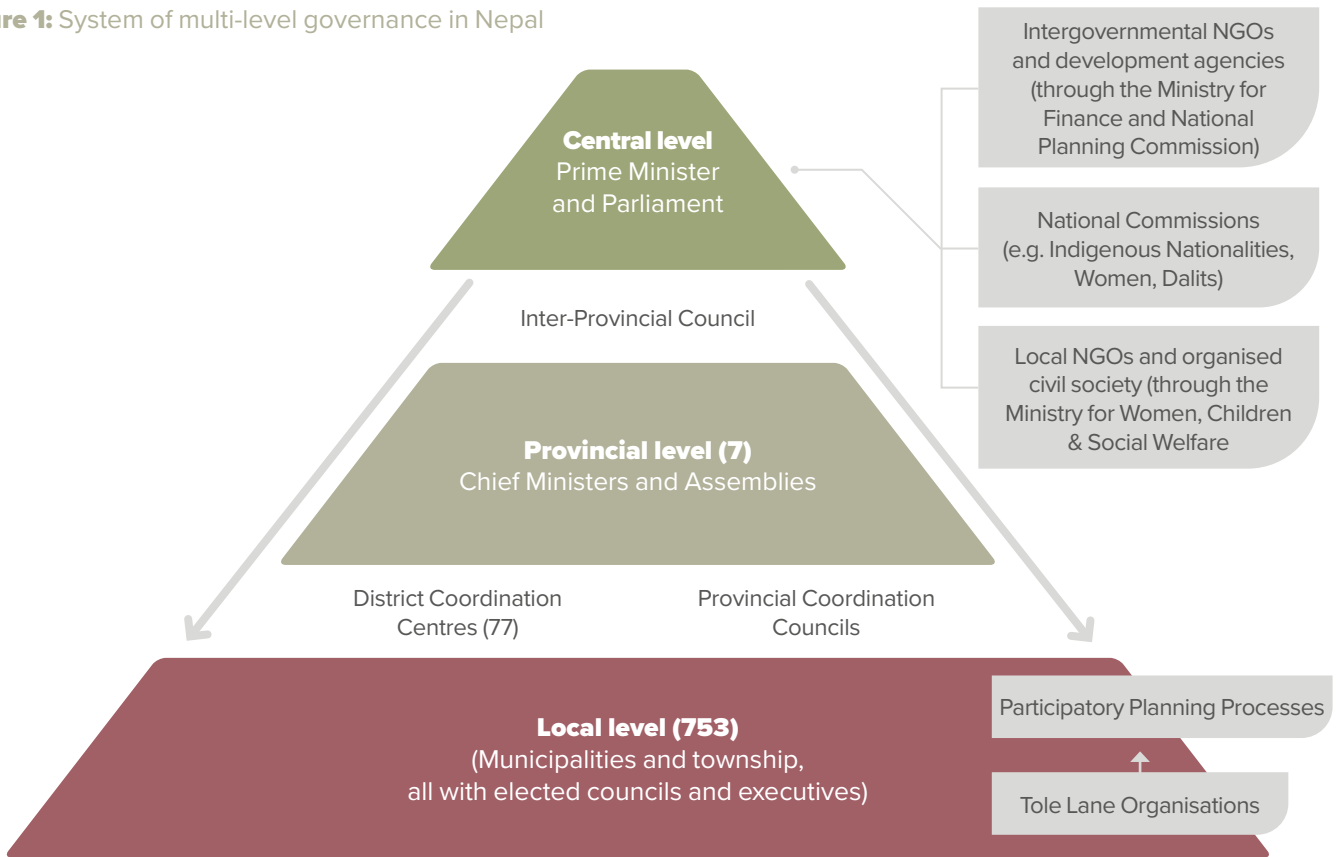 re 1: System of multi-level governance in Nepal
Central level
Prime Minister
and Parliament
Intergovernmental NGOs
and development agencies
(through the Ministry for
Finance and National
Planning Commission)
National Commissions
(e.g. Indigenous Nationalities,
Women, Dalits)
Local NGOs and organised
civil society (through the
Ministry for Women, Children
& Social Welfare
Inter-Provincial Council
Provincial level (7)
Chief Ministers and Assemblies
District Coordination
Centres (77)
Provincial Coordination
Councils
Local level (753)
(Municipalities and township,
all with elected councils and executives)
Participatory Planning Processes
Tole Lane Organisations